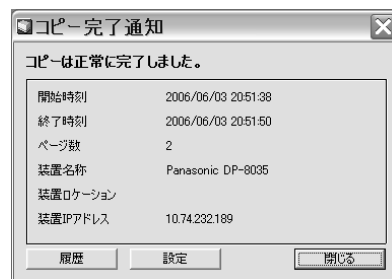 コピー完了通知
コピーは正常に完了しました。
開始時刻 2006/06/03 20:51:38
終了時刻 2006/06/03 20:51:50
ページ数 2
装置名称 Panasonic DP-8035
装置ロケーション
装置IPアドレス 10.74.232.189
履歴 設定 閉じる